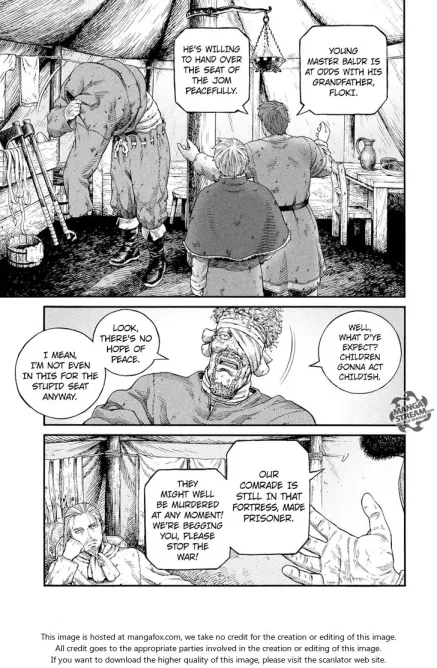 YOUNG
MASTER BALDR IS
AT ODDS WITH HIS
GRANDFATHER,
FLOKI.
HE'S WILLING
TO HAND OVER
THE SEAT OF
THE JOM
PEACEFULLY.
WELL,
WHAT D'YE
EXPECT? CHILDREN
GONNA ACT
CHILDISH.
LOOK,
THERE'S NO
HOPE OF
PEACE.
I MEAN,
I'M NOT EVEN
IN THIS FOR THE
STUPID SEAT
ANYWAY.
MANGA
STREAM
OUR
COMRADE IS
STILL IN THAT
FORTRESS, MADE
PRISONER.
THEY
MIGHT WELL
BE MURDERED
AT ANY MOMENT!
WE'RE BEGGING
YOU, PLEASE
STOP THE
WAR!
This image is hosted at mangafox.com, we take no credit for the creation or editing of this image.
All credit goes to the appropriate parties involved in the creation or editing of this image.
If you want to download the higher quality of this image, please visit the scanlator web site.